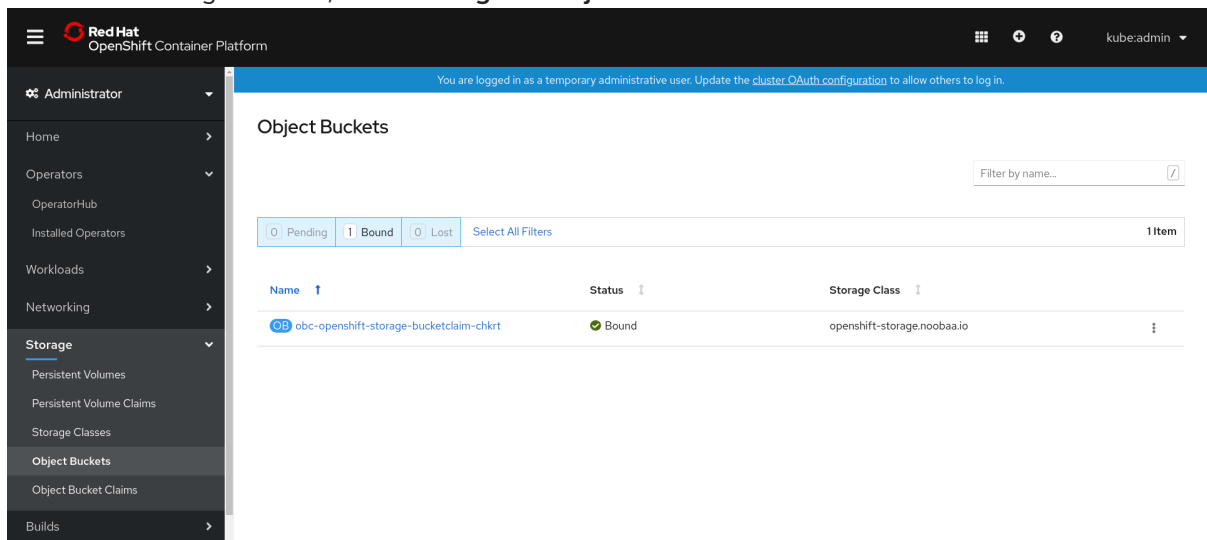 Red Hat
OpenShift Container Platform
kube:admin
You are logged in as a temporary administrative user. Update the cluster OAuth configuration to allow others to log in.
Administrator
Home
Operators
OperatorHub
Installed Operators
Workloads
Networking
Storage
Persistent Volumes
Persistent Volume Claims
Storage Classes
Object Buckets
Object Bucket Claims
Builds
Object Buckets
Filter by name... /
0 Pending 1 Bound 0 Lost Select All Filters 1 Item
Name Status Storage Class
OB obc-openshift-storage-bucketclaim-chkrt Bound openshift-storage.noobaa.io